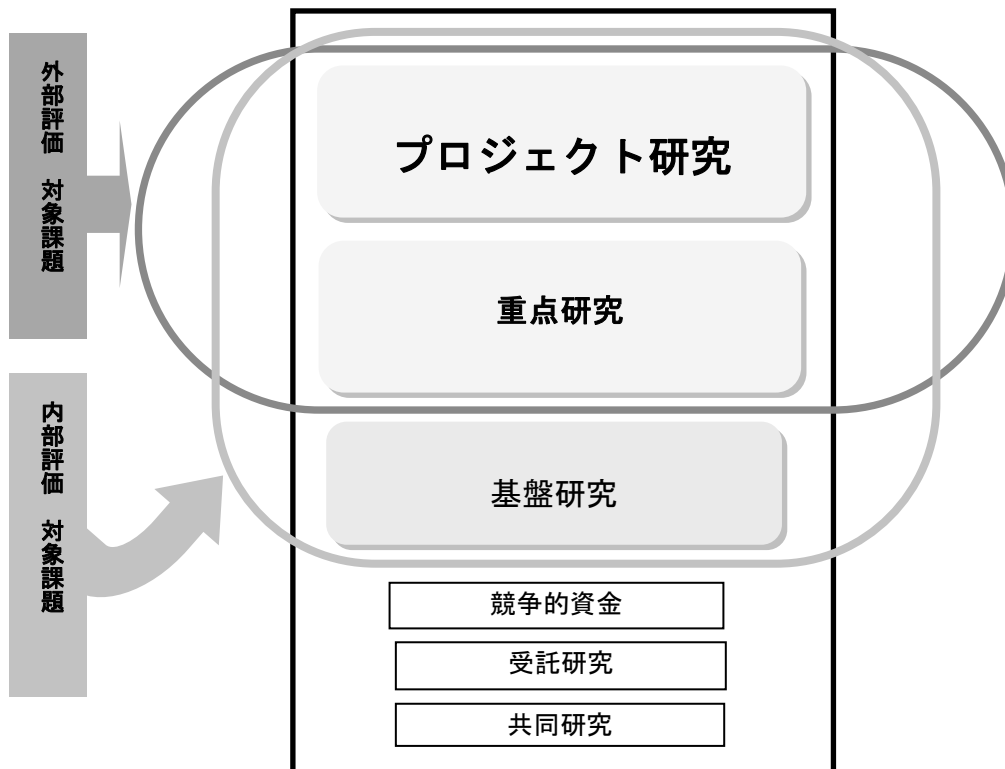 外部評価 対象課題
プロジェクト研究
重点研究
内部評価 対象課題
基盤研究
競争的資金
受託研究
共同研究